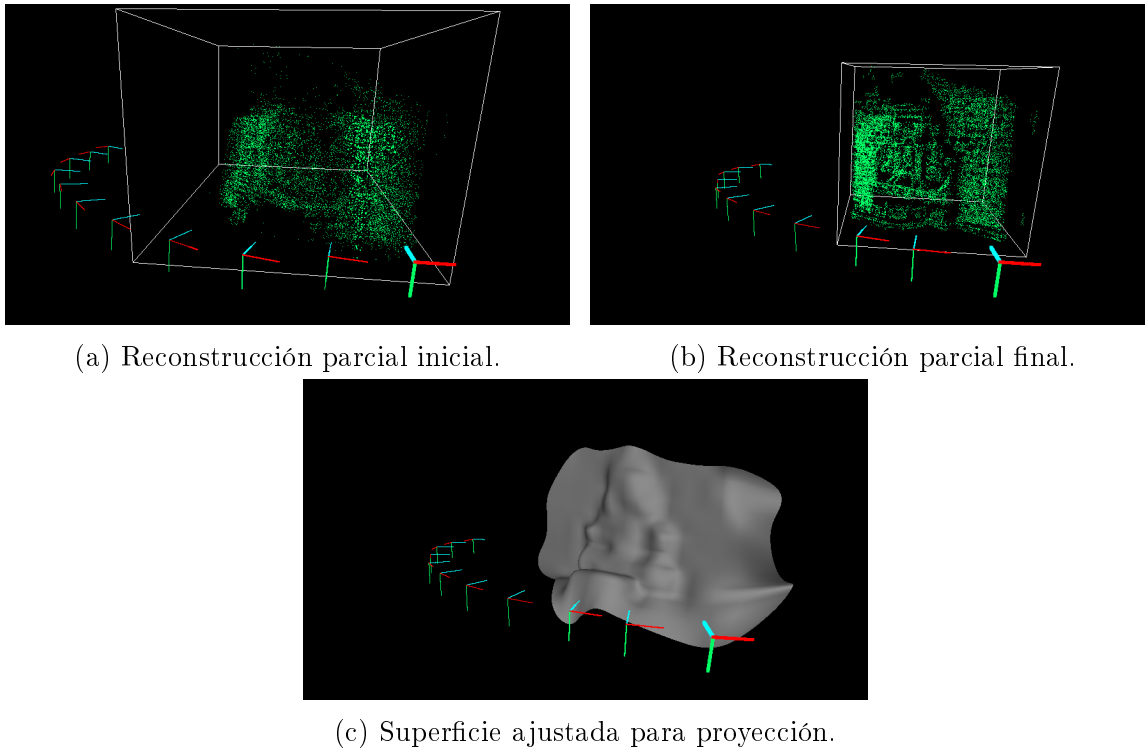 (a) Reconstrucción parcial inicial.
(b) Reconstrucción parcial final.
(c) Superficie ajustada para proyección.